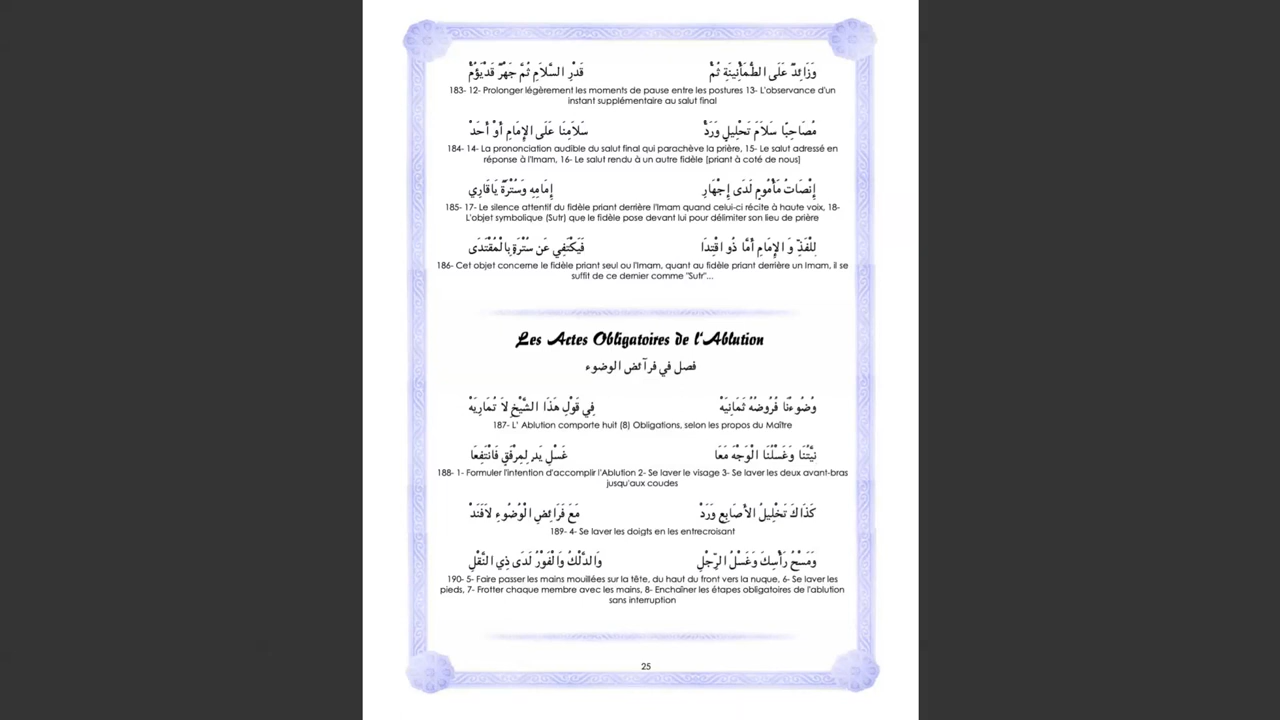 وَزَائِدٌ عَلَى الطُّمَأْنِينَةِ ثُمْ قَدْرِ السَّلاَمِ ثُمَّ جَهْرٌ قَدْ يَؤُمْ
183- 12- Prolonger légèrement les moments de pause entre les postures 13- L'observance d'un
instant supplémentaire au salut final
مُصَاحِبًا سَلاَمَ تَحْلِيلٍ وَرَدْ سَلاَمِنَا عَلَى الإِمَامِ أَوْ أَحَدْ
184- 14- La prononciation audible du salut final qui parachève la prière, 15- Le salut adressé en
réponse à l'Imam, 16- Le salut rendu à un autre fidèle [priant à coté de nous]
إِنْصَاتُ مَأْمُومٍ لَدَى إِجْهَارِ إِمَامِهِ وَسُتْرَةٌ يَاقَارِي
185- 17- Le silence attentif du fidèle priant derrière l'Imam quand celui-ci récite à haute voix, 18-
L'objet symbolique (Sutr) que le fidèle pose devant lui pour délimiter son lieu de prière
لِلْفَذِّ وَ الإِمَامِ أَمَّا ذُو اقْتِدَا فَيَكْتَفِي عَن سُتْرَةٍ بِالْمُقْتَدَى
186- Cet objet concerne le fidèle priant seul ou l'Imam, quant au fidèle priant derrière un Imam, il se
suffit de ce dernier comme "Sutr"...
Les Actes Obligatoires de l'Ablution
فصل في فرآئض الوضوء
وُضُوءُنَا فُرُوضُهُ ثَمَانِيَهْ فِي قَوْلِ هَذَا الشَّيْخِ لاَ تُمَارِيَهْ
187- L' Ablution comporte huit (8) Obligations, selon les propos du Maître
نِيَّتُنَا وَغَسْلُنَا الْوَجْهَ مَعَا غَسْلِ يَدٍ لِمِرْفَقٍ فَانْتَفِعَا
188- 1- Formuler l'intention d'accomplir l'Ablution 2- Se laver le visage 3- Se laver les deux avant-bras
jusqu'aux coudes
كَذَاكَ تَخْلِيلُ الأَصَابِعِ وَرَدْ مَعَ فَرَائِضِ الْوُضُوءِ لاَفَنَدْ
189- 4- Se laver les doigts en les entrecroisant
وَمَسْحُ رَأْسِكَ وَغَسْلُ الرِّجْلِ وَالدَّلْكُ وَالْفَوْرُ لَدَى ذِي النَّقْلِ
190- 5- Faire passer les mains mouillées sur la tête, du haut du front vers la nuque, 6- Se laver les
pieds, 7- Frotter chaque membre avec les mains, 8- Enchaîner les étapes obligatoires de l'ablution
sans interruption
25